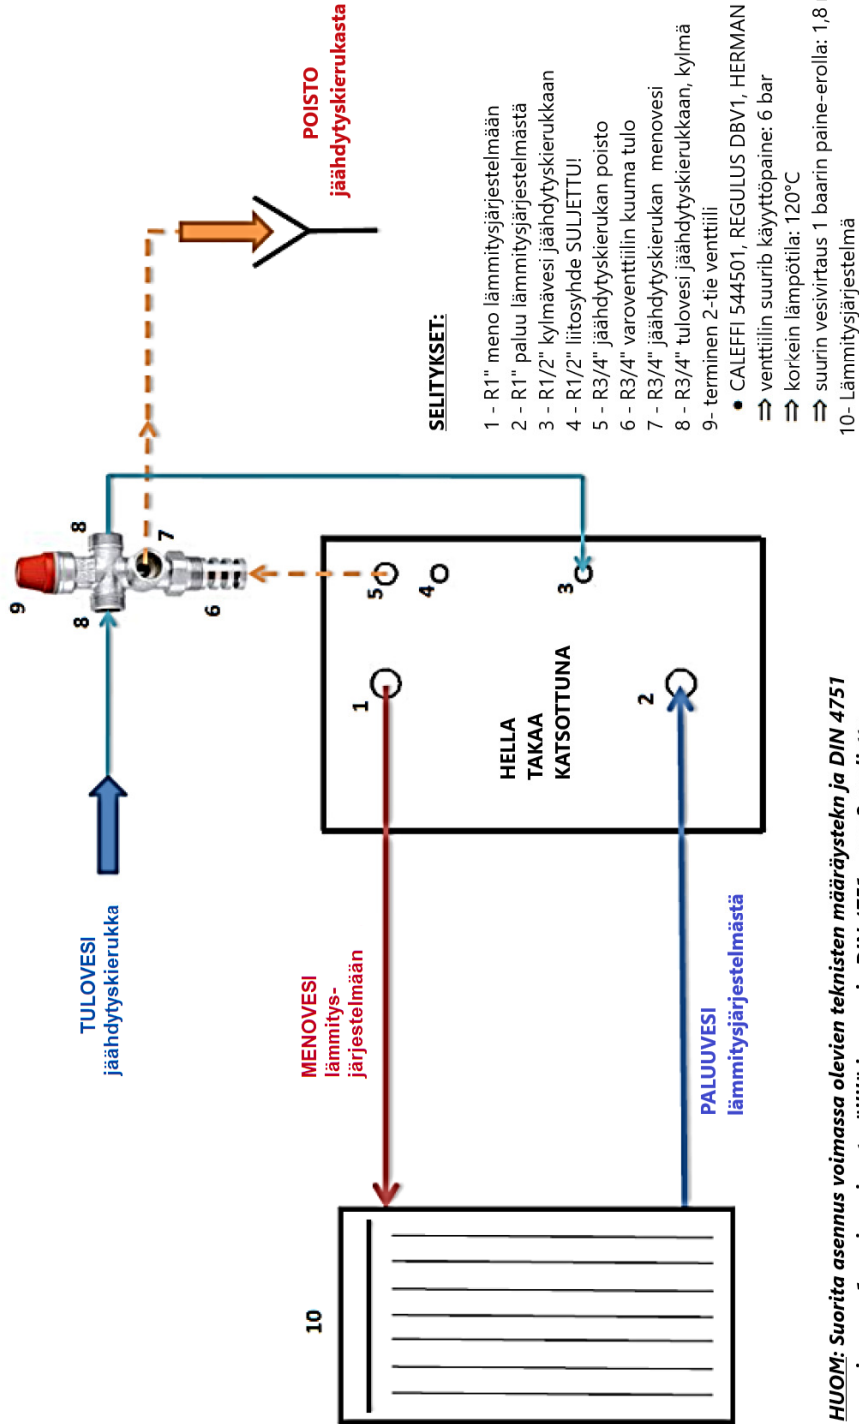 TULOVESI
jäähdytyskierukka
9
8
8
7
6
POISTO
jäähdytyskierukasta
MENOVESI
lämmitys-
järjestelmään
10
1
5
4
3
2
HELLA
TAKAA
KATSOTTUNA
PALUUVESI
lämmitysjärjestelmästä
SELITYKSET:
1 - R1" meno lämmitysjärjestelmään
2 - R1" paluu lämmitysjärjestelmästä
3 - R1/2" kylmävesi jäähdytyskierukkaan
4 - R1/2" liitosyhde SULJETTU!
5 - R3/4" jäähdytyskierukan poisto
6 - R3/4" varoventtiilin kuuma tulo
7 - R3/4" jäähdytyskierukan menovesi
8 - R3/4" tulovesi jäähdytyskierukkaan, kylmä
9- terminen 2-tie venttiili
• CALEFFI 544501, REGULUS DBV1, HERMAN
⇒ venttiilin suurib käyyttöpaine: 6 bar
⇒ korkein lämpötila: 120°C
⇒ suurin vesivirtaus 1 baarin paine-erolla: 1,8
10- Lämmitysjärjestelmä
HUOM: Suorita asennus voimassa olevien teknisten määräystekn ja DIN 4751